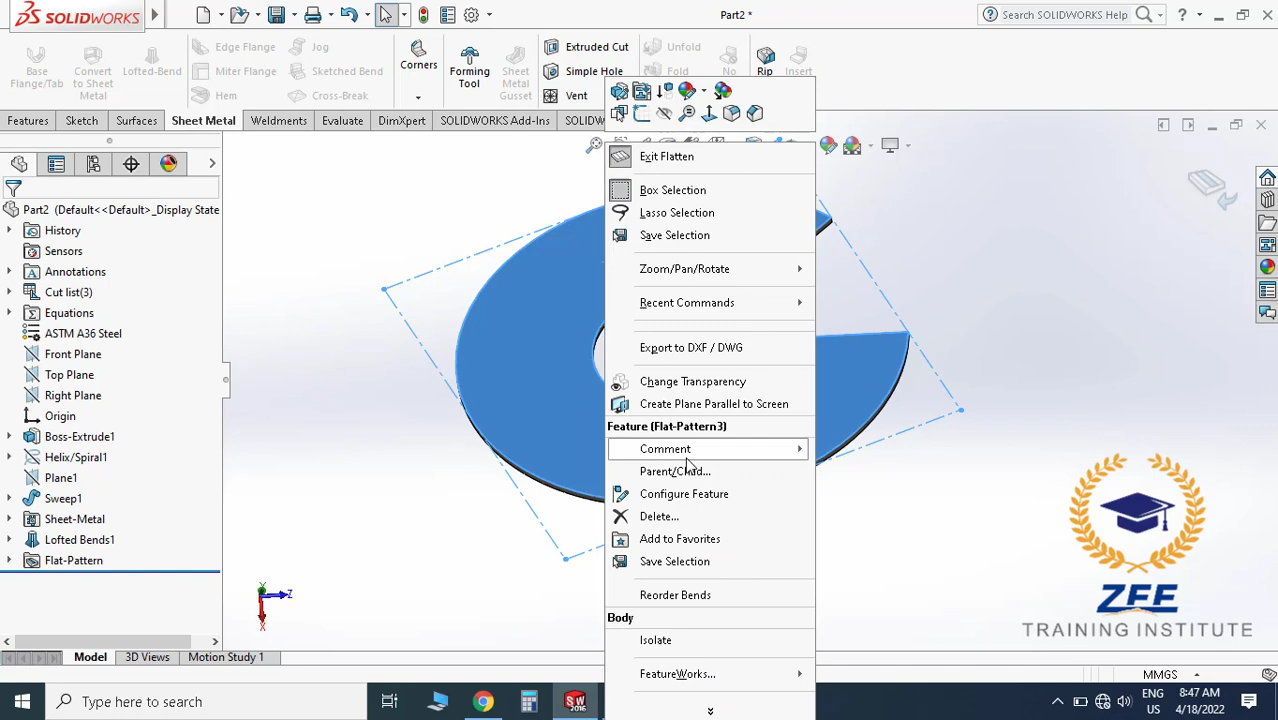 SOLIDWORKS
Part2 *
Search SOLIDWORKS Help
Base Flange/Tab
Convert to Sheet Metal
Lofted-Bend
Edge Flange
Miter Flange
Hem
Jog
Sketched Bend
Cross-Break
Corners
Forming Tool
Sheet Metal Gusset
Extruded Cut
Simple Hole
Vent
Unfold
Fold
No
Rip
Insert
Features
Sketch
Surfaces
Sheet Metal
Weldments
Evaluate
DimXpert
SOLIDWORKS Add-Ins
SOLIDW
Part2 (Default<<Default>_Display State
History
Sensors
Annotations
Cut list(3)
Equations
ASTM A36 Steel
Front Plane
Top Plane
Right Plane
Origin
Boss-Extrude1
Helix/Spiral1
Plane1
Sweep1
Sheet-Metal
Lofted Bends1
Flat-Pattern
Exit Flatten
Box Selection
Lasso Selection
Save Selection
Zoom/Pan/Rotate
Recent Commands
Export to DXF / DWG
Change Transparency
Create Plane Parallel to Screen
Feature (Flat-Pattern3)
Comment
Parent/Child...
Configure Feature
Delete...
Add to Favorites
Save Selection
Reorder Bends
Body
Isolate
FeatureWorks...
Y
Z
X
ZFE
TRAINING INSTITUTE
Model
3D Views
Motion Study 1
MMGS
Type here to search
SW
2016
ENG
US
8:47 AM
4/18/2022